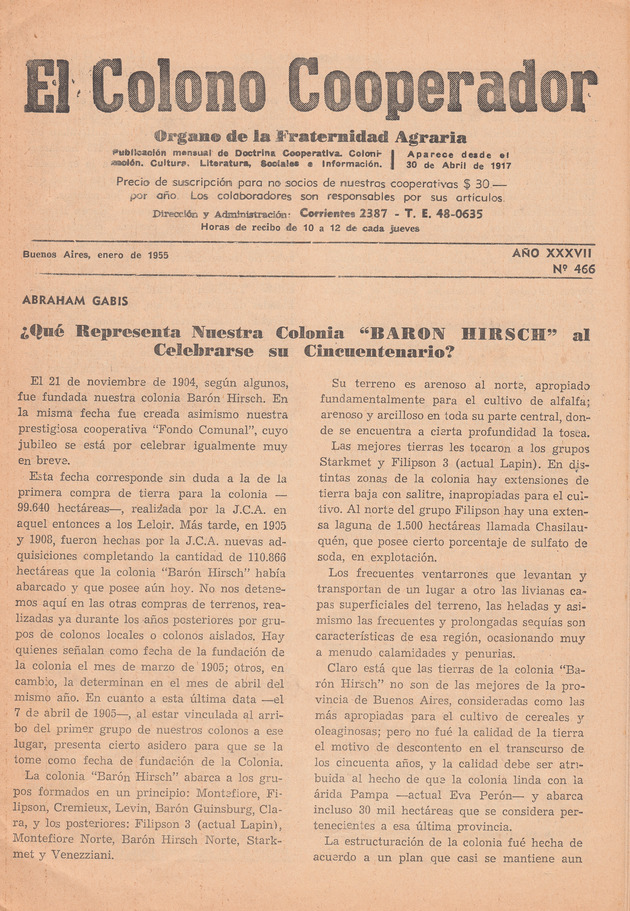 El Colono Cooperador
Organo de la Fraternidad Agraria
Publicación mensual de Doctrina Cooperativa. Coloni-
zación. Cultura. Literatura, Sociales e Información.
Aparece desde el
30 de Abril de 1917
Precio de suscripción para no socios de nuestras cooperativas $ 30 —
por año. Los colaboradores son responsables por sus artículos.
Dirección y Administración: Corrientes 2387 - T. E. 48-0635
Horas de recibo de 10 a 12 de cada jueves
Buenos Aires, enero de 1955
AÑO XXXVII
Nº 466
ABRAHAM GABIS
¿Qué Representa Nuestra Colonia “BARON HIRSCH” al
Celebrarse su Cincuentenario?
El 21 de noviembre de 1904, según algunos,
fue fundada nuestra colonia Barón Hirsch. En
la misma fecha fue creada asimismo nuestra
prestigiosa cooperativa “Fondo Comunal”, cuyo
jubileo se está por celebrar igualmente muy
en breve.
Esta fecha corresponde sin duda a la de la
primera compra de tierra para la colonia —
99.640 hectáreas—, realizada por la J.C.A. en
aquel entonces a los Leloir. Más tarde, en 1905
y 1908, fueron hechas por la J.C.A. nuevas ad-
quisiciones completando la cantidad de 110.866
hectáreas que la colonia “Barón Hirsch” había
abarcado y que posee aún hoy. No nos detene-
mos aquí en las otras compras de terrenos, rea-
lizadas ya durante los años posteriores por gru-
pos de colonos locales o colonos aislados. Hay
quienes señalan como fecha de la fundación de
la colonia el mes de marzo de 1905; otros, en
cambio, la determinan en el mes de abril del
mismo año. En cuanto a esta última data —el
7 de abril de 1905—, al estar vinculada al arri-
bo del primer grupo de nuestros colonos a ese
lugar, presenta cierto asidero para que se la
tome como fecha de fundación de la Colonia.
La colonia “Barón Hirsch” abarca a los gru-
pos formados en un principio: Montefiore, Fi-
lipson, Cremieux, Levin, Barón Guinsburg, Cla-
ra, y los posteriores: Filipson 3 (actual Lapin),
Montefiore Norte, Barón Hirsch Norte, Stark-
met y Venezziani.
Su terreno es arenoso al norte, apropiado
fundamentalmente para el cultivo de alfalfa;
arenoso y arcilloso en toda su parte central, don-
de se encuentra a cierta profundidad la tosca.
Las mejores tierras les tocaron a los grupos
Starkmet y Filipson 3 (actual Lapin). En dis-
tintas zonas de la colonia hay extensiones de
tierra baja con salitre, inapropiadas para el cul-
tivo. Al norte del grupo Filipson hay una exten-
sa laguna de 1.500 hectáreas llamada Chasilau-
quén, que posee cierto porcentaje de sulfato de
soda, en explotación.
Los frecuentes ventarrones que levantan y
transportan de un lugar a otro las livianas ca-
pas superficiales del terreno, las heladas y asi-
mismo las frecuentes y prolongadas sequías son
características de esa región, ocasionando muy
a menudo calamidades y penurias.
Claro está que las tierras de la colonia “Ba-
rón Hirsch” no son de las mejores de la pro-
vincia de Buenos Aires, consideradas como las
más apropiadas para el cultivo de cereales y
oleaginosas; pero no fué la calidad de la tierra
el motivo de descontento en el transcurso de
los cincuenta años, y la calidad debe ser atri-
buida al hecho de que la colonia linda con la
árida Pampa —actual Eva Perón— y abarca
incluso 30 mil hectáreas que se considera per-
tenecientes a esa última provincia.
La estructuración de la colonia fué hecha de
acuerdo a un plan que casi se mantiene aun